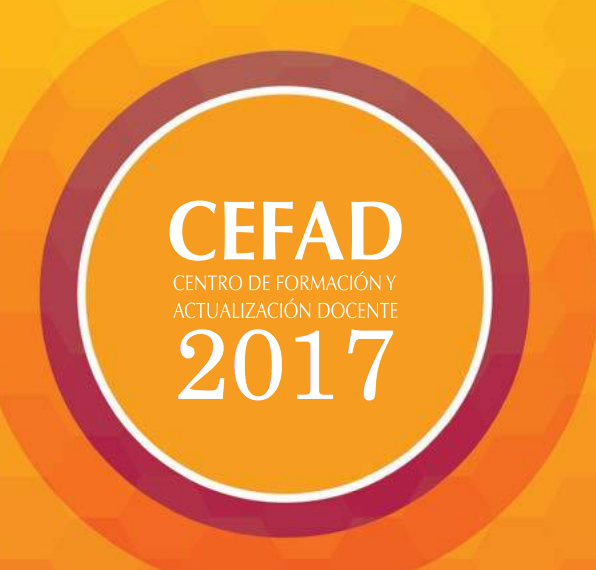 CEFAD
CENTRO DE FORMACIÓN Y
ACTUALIZACIÓN DOCENTE
2017